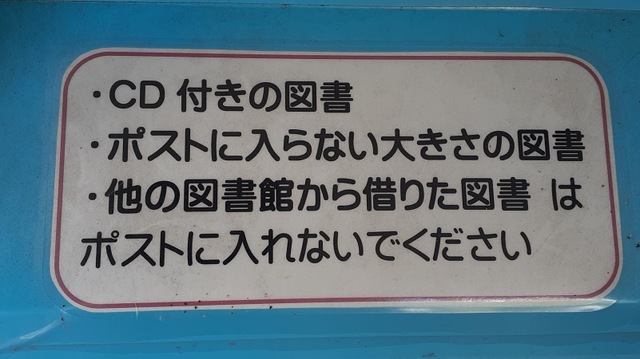 ・CD 付きの図書
・ポストに入らない大きさの図書
・他の図書館から借りた図書 は
ポストに入れないでください